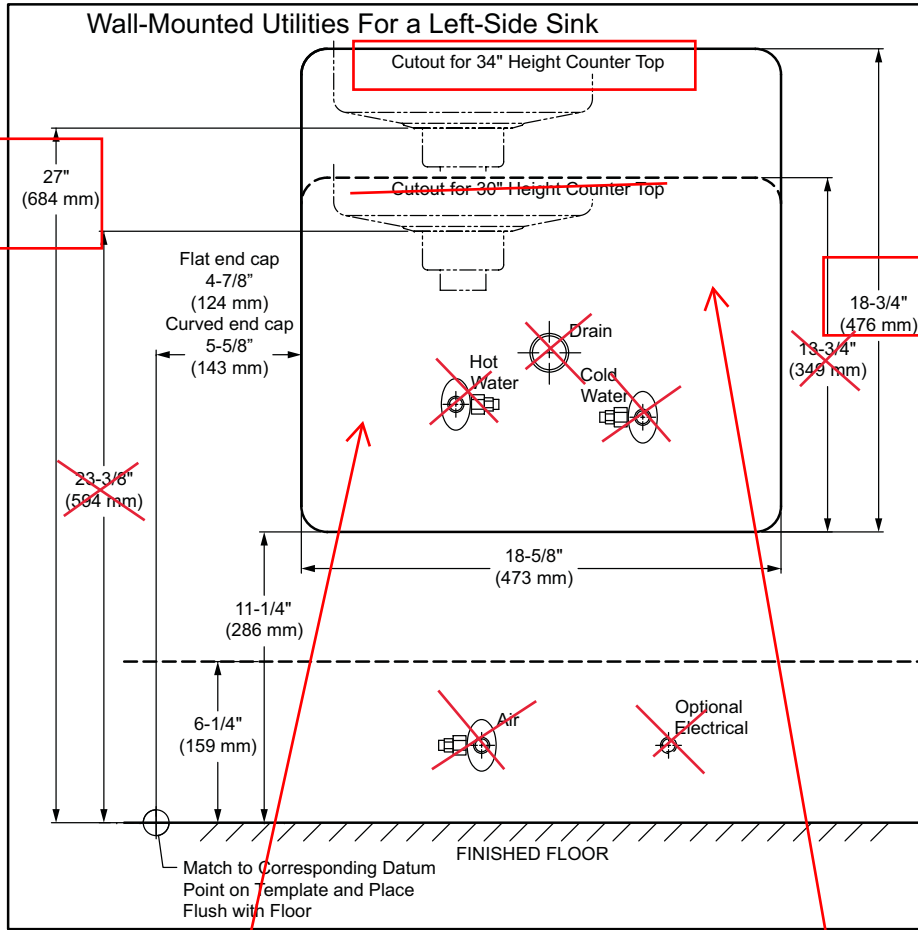 Wall-Mounted Utilities For a Left-Side Sink
Cutout for 34" Height Counter Top
27"
(684 mm)
Cutout for 30" Height Counter Top
Flat end cap
4-7/8”
(124 mm)
Curved end cap
5-5/8”
(143 mm)
18-3/4"
(476 mm)
13-3/4"
(349 mm)
Drain
Hot
Water
Cold
Water
23-3/8"
(594 mm)
18-5/8"
(473 mm)
11-1/4"
(286 mm)
6-1/4"
(159 mm)
Air
Optional
Electrical
FINISHED FLOOR
Match to Corresponding Datum
Point on Template and Place
Flush with Floor